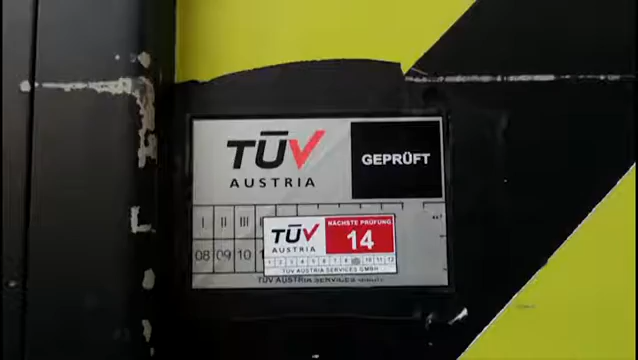 TÜV
AUSTRIA
GEPRÜFT
I II III
08 09 10
TÜV
AUSTRIA
NÄCHSTE PRÜFUNG
14
1 2 3 4 5 6 7 8 10 11 12
TÜV AUSTRIA SERVICES GMBH
TÜV AUSTRIA SERVICES GMBH